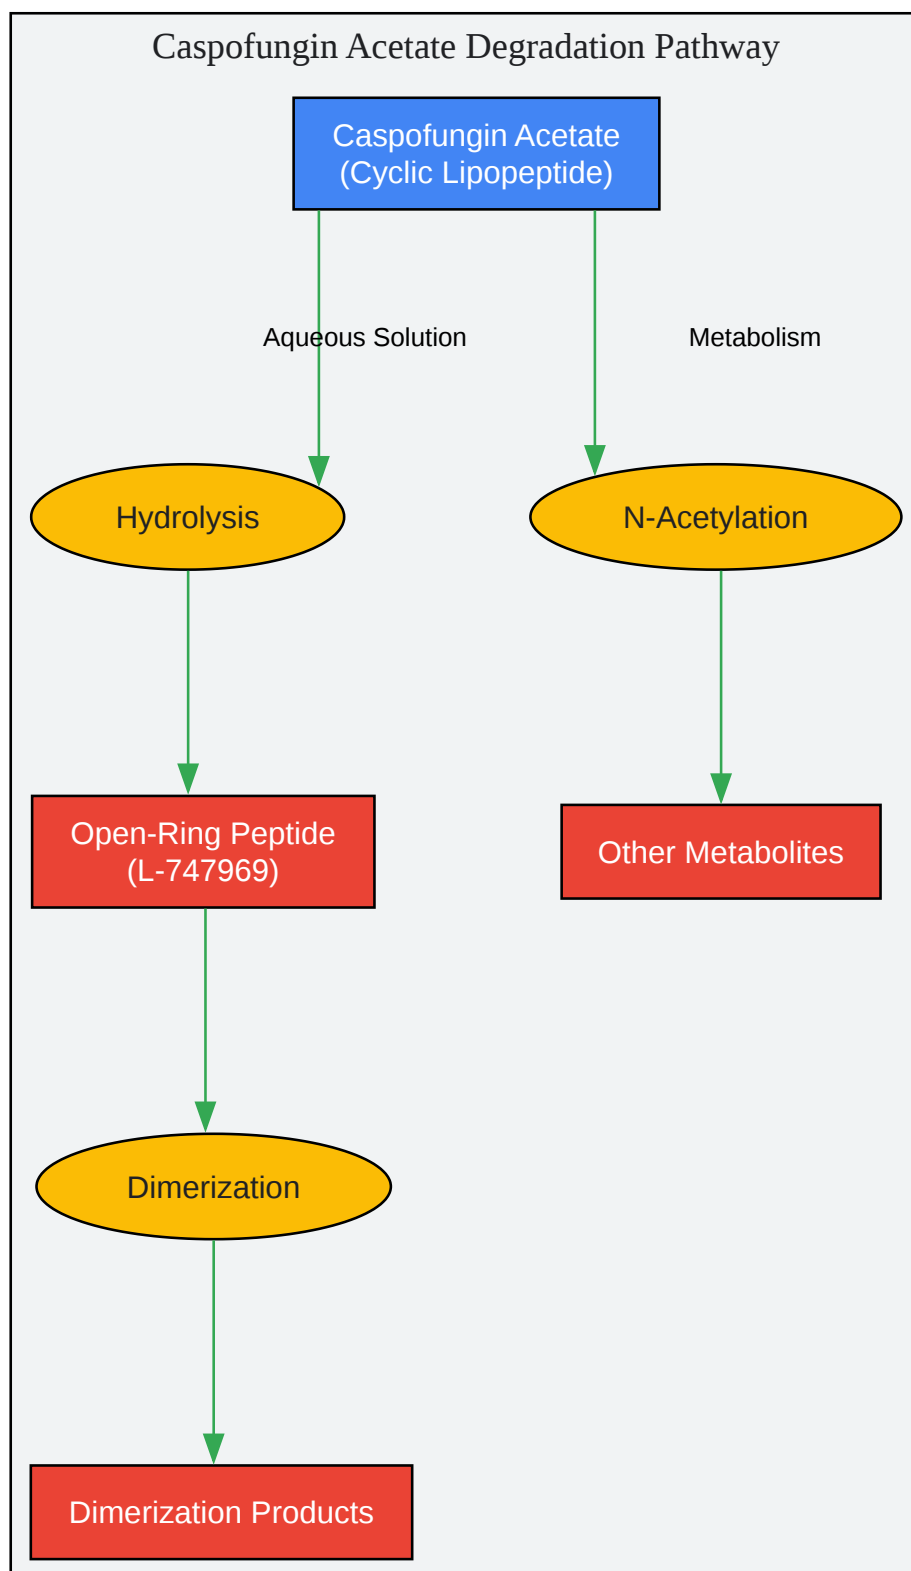 Caspofungin Acetate Degradation Pathway
Caspofungin Acetate
(Cyclic Lipopeptide)
Aqueous Solution
Metabolism
Hydrolysis
N-Acetylation
Open-Ring Peptide
(L-747969)
Other Metabolites
Dimerization
Dimerization Products